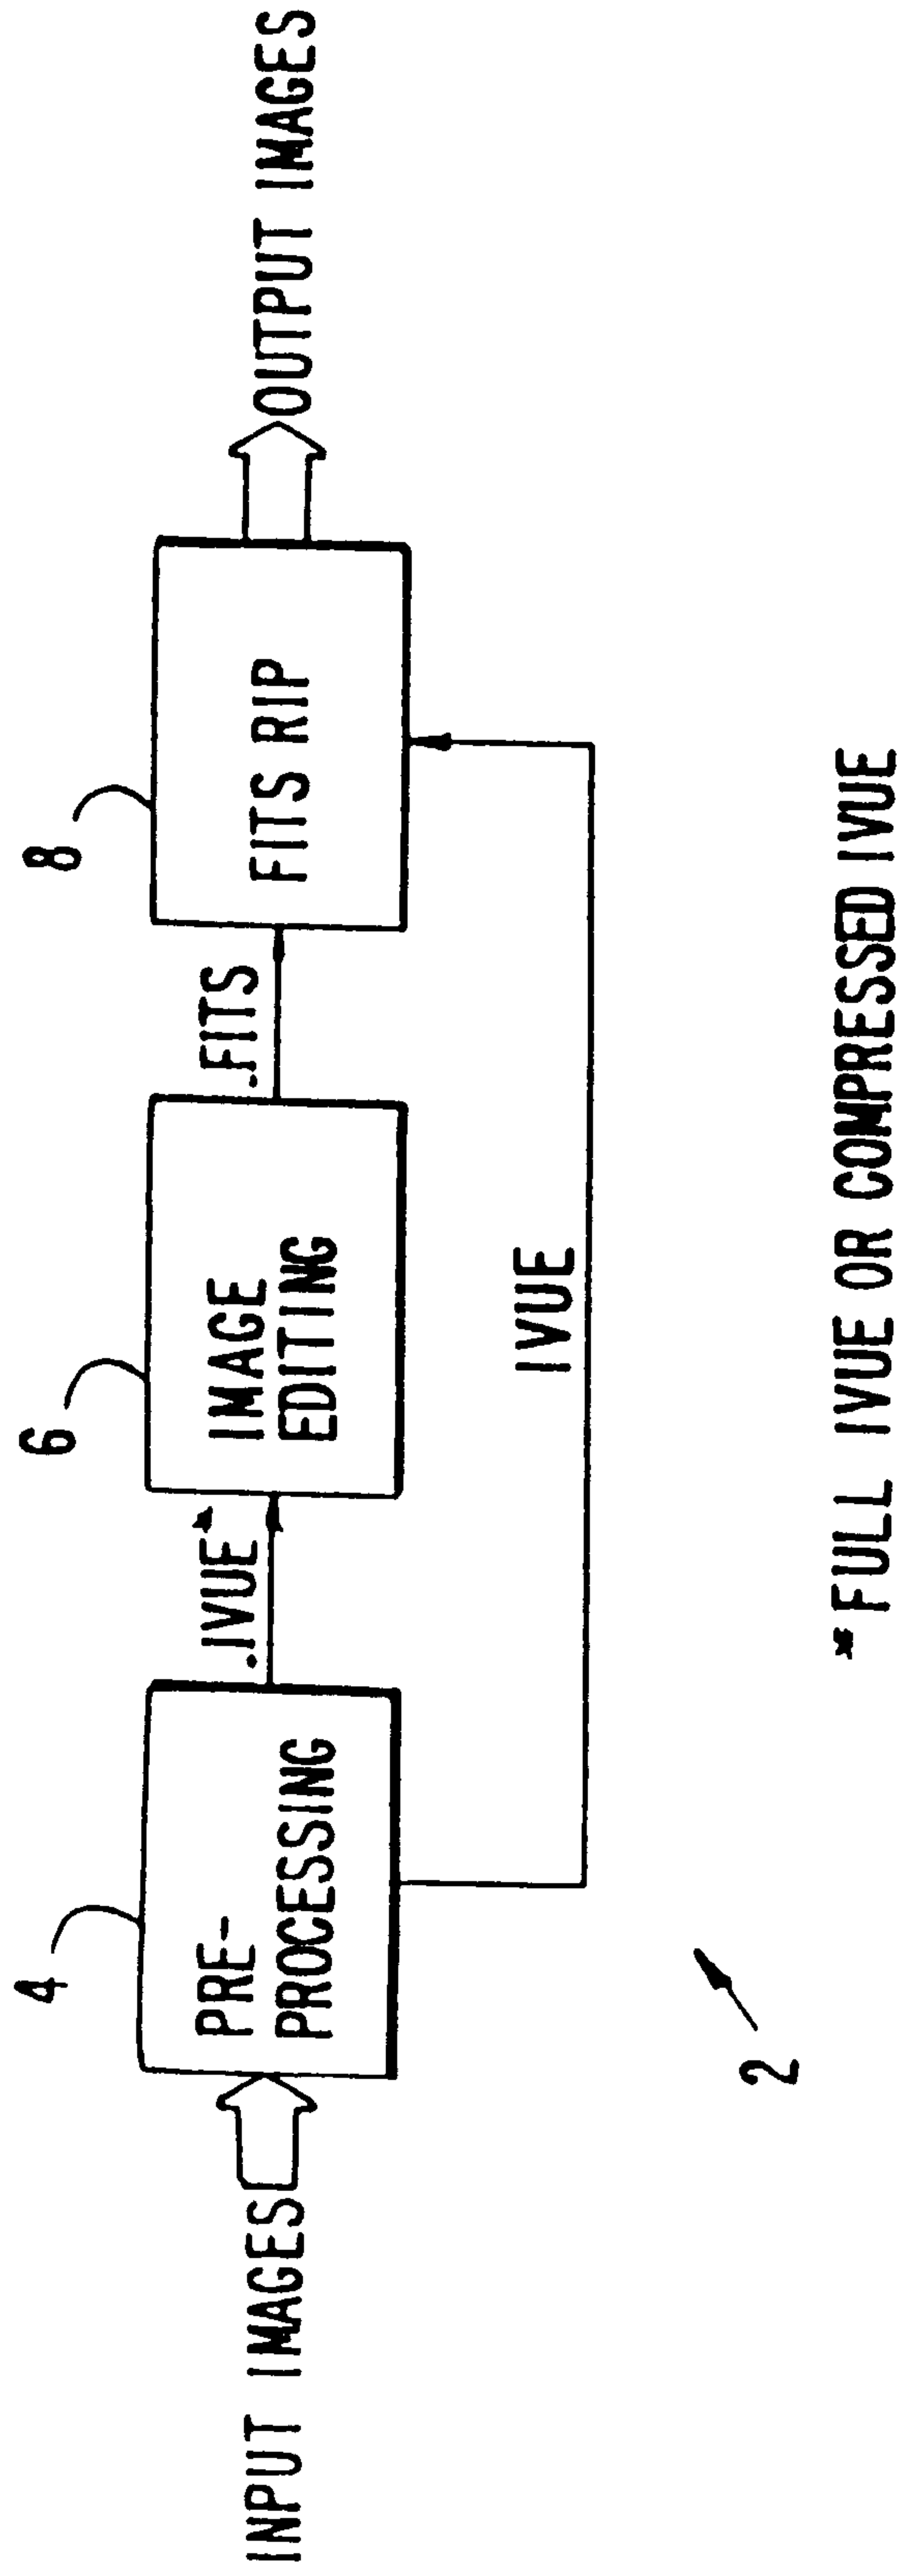 4
6
8
.IVUE*
.FITS
INPUT IMAGES
PRE-
PROCESSING
IMAGE
EDITING
FITS RIP
OUTPUT IMAGES
IVUE
2
*FULL IVUE OR COMPRESSED IVUE